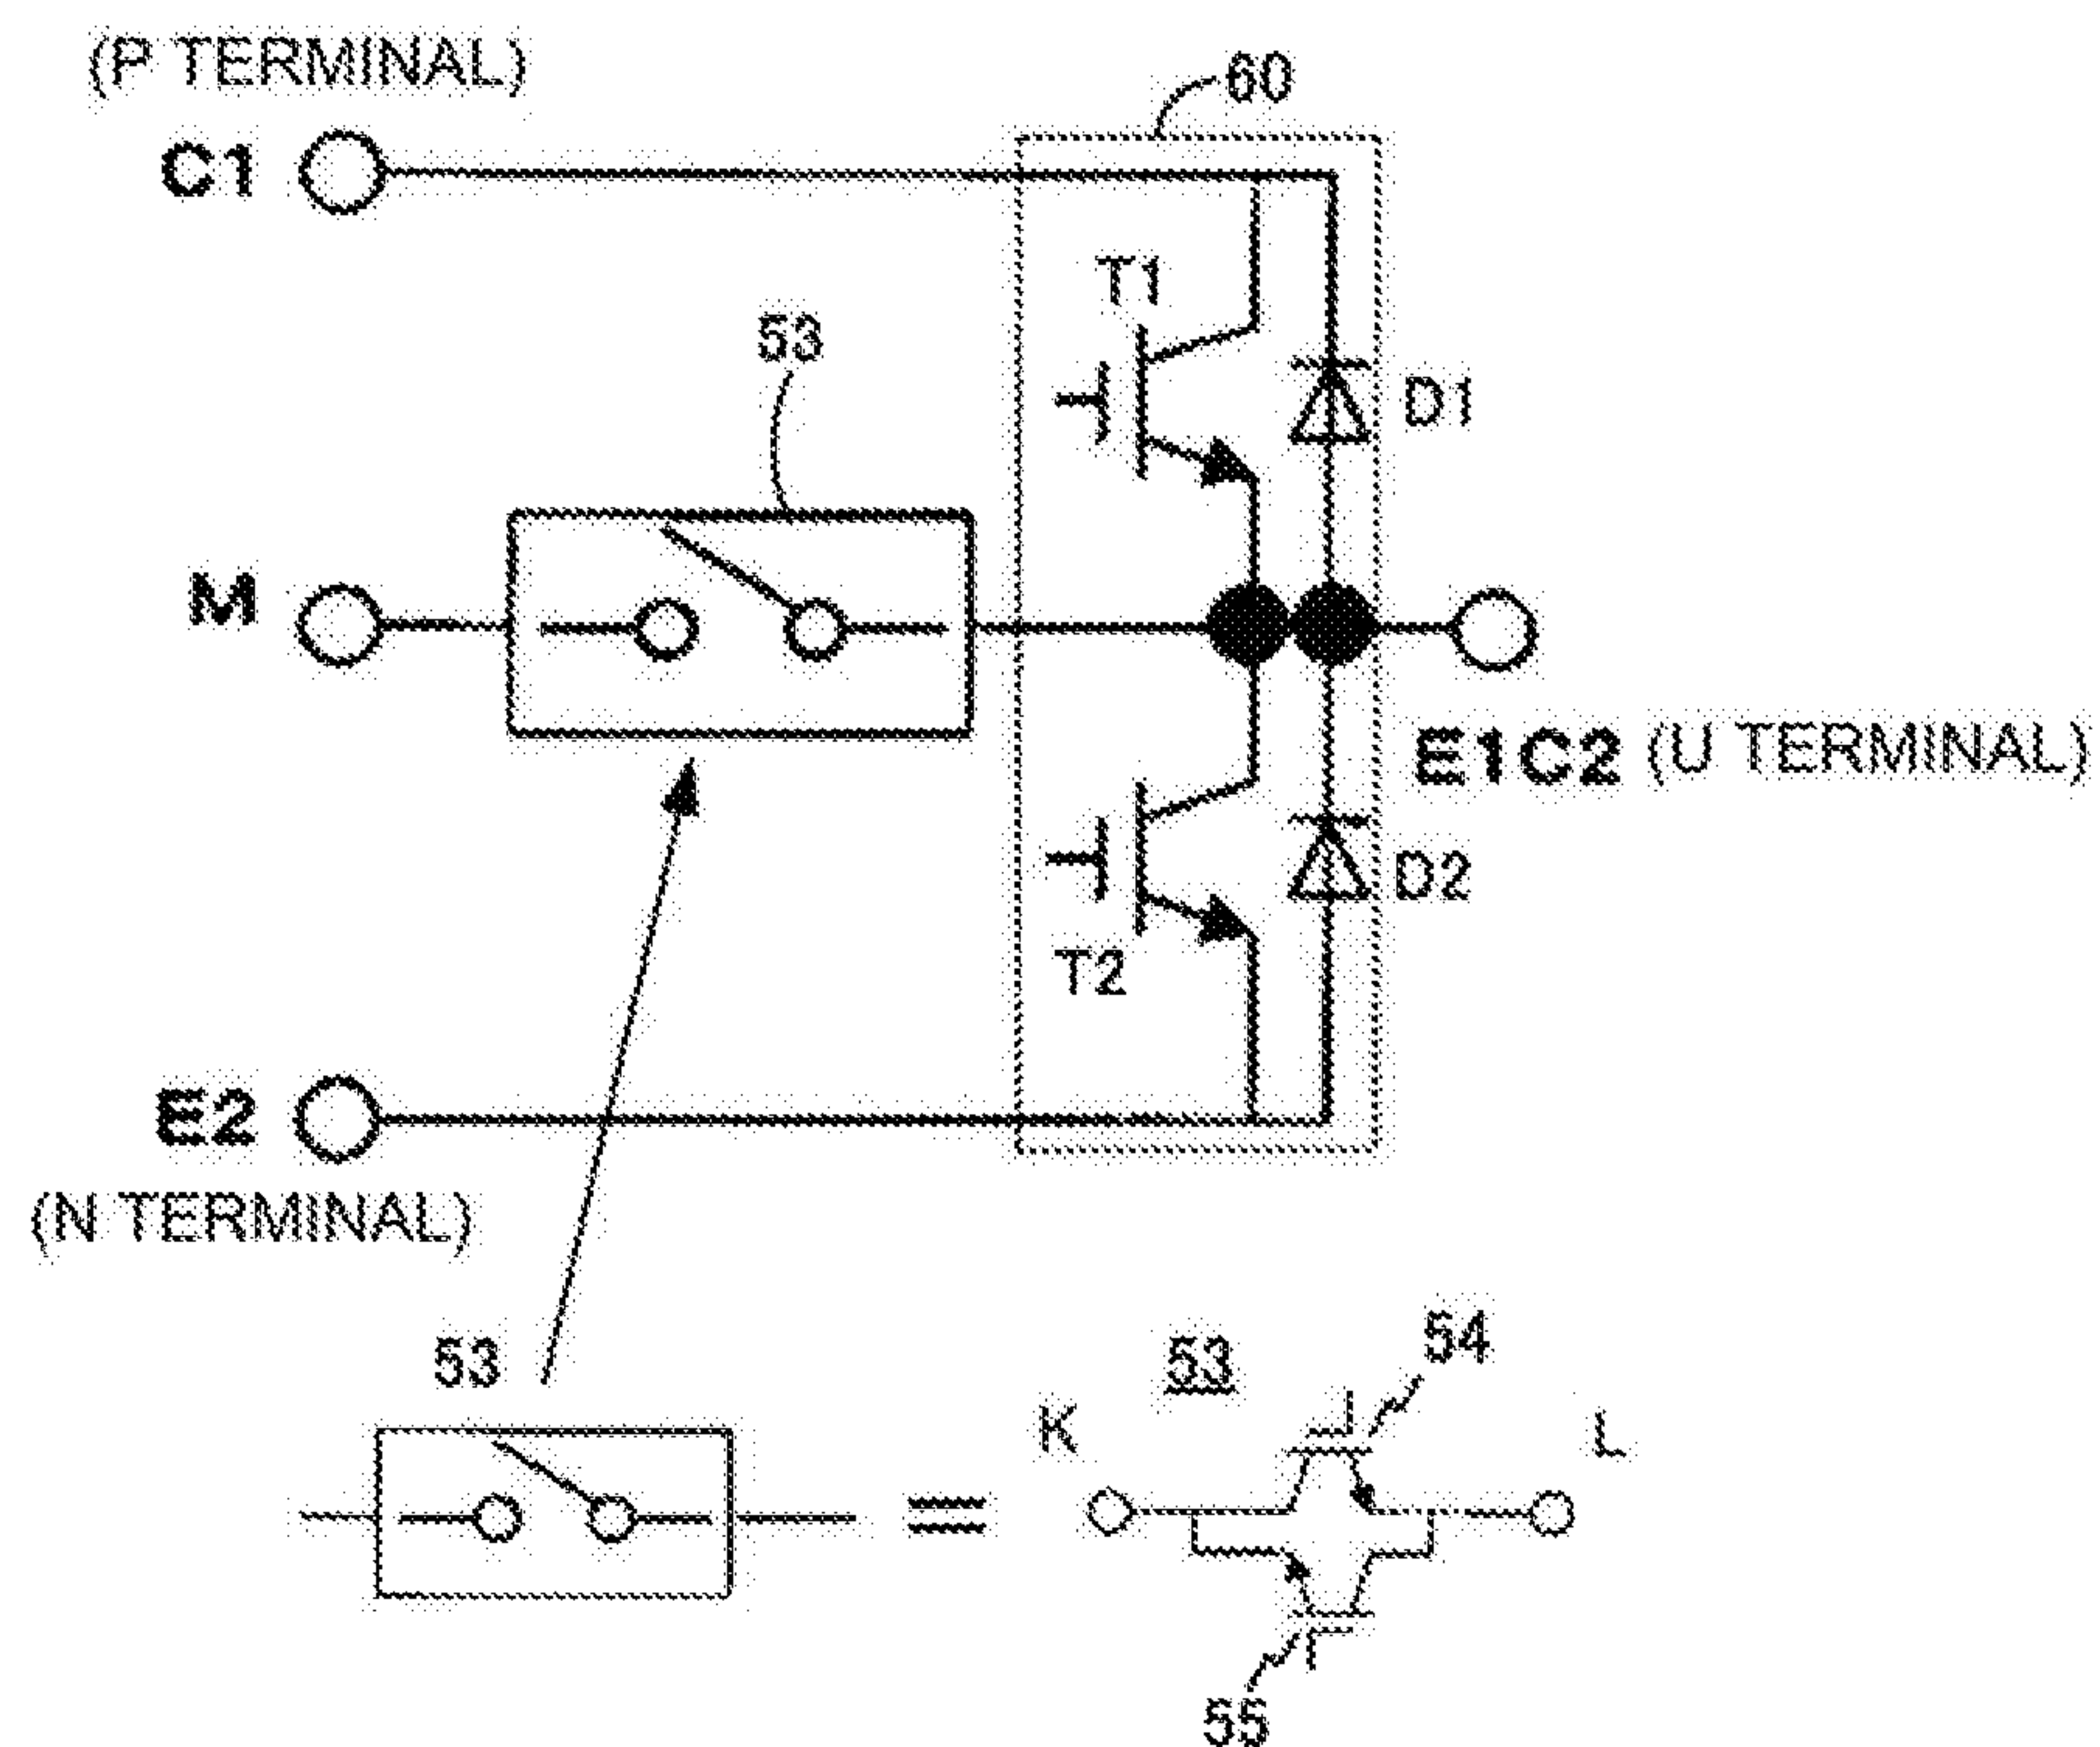 (P TERMINAL)
60
C1
T1
53
D1
M
E1C2 (U TERMINAL)
D2
T2
E2
(N TERMINAL)
53
53
54
K
L
55